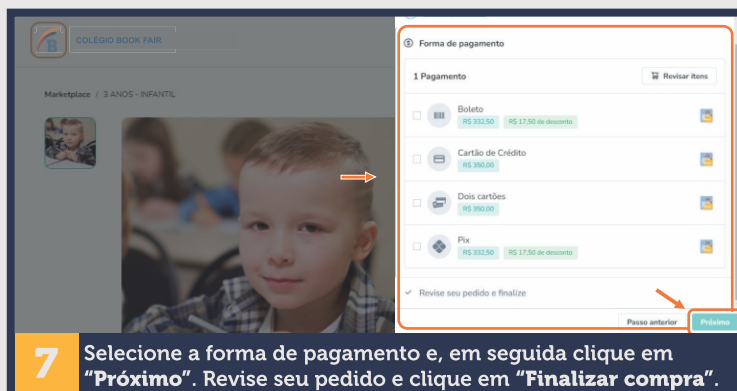 B
COLÉGIO BOOK FAIR
Marketplace / 3 ANOS - INFANTIL
Forma de pagamento
1 Pagamento
Revisar itens
Boleto
R$ 332,50 R$ 17,50 de desconto
Cartão de Crédito
R$ 350,00
Dois cartões
R$ 350,00
Pix
R$ 332,50 R$ 17,50 de desconto
Revise seu pedido e finalize
Passo anterior Próximo
7
Selecione a forma de pagamento e, em seguida clique em
“Próximo”. Revise seu pedido e clique em “Finalizar compra”.